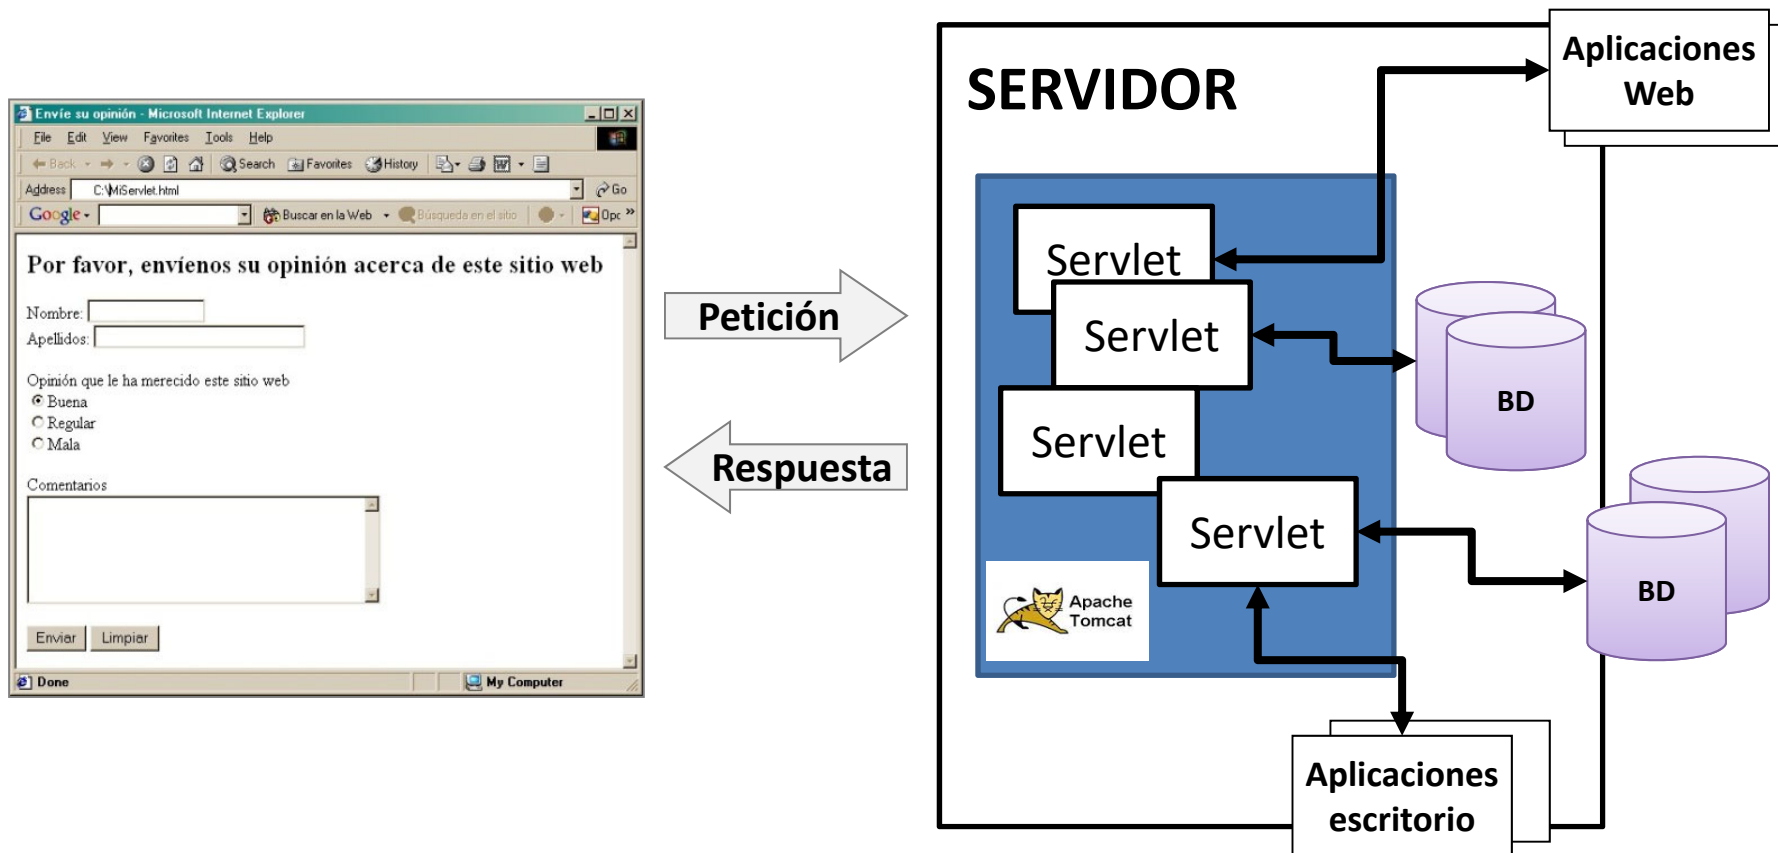 Envíe su opinión - Microsoft Internet Explorer
File Edit View Favorites Tools Help
Back Search Favorites History
Address C:\MiServlet.html Go
Google Buscar en la Web Búsqueda en el sitio Opc »
Por favor, envíenos su opinión acerca de este sitio web
Nombre:
Apellidos:
Opinión que le ha merecido este sitio web
Buena
Regular
Mala
Comentarios
Enviar Limpiar
Done My Computer
Petición
Respuesta
SERVIDOR
Aplicaciones
Web
Servlet
Servlet
Servlet
Servlet
BD
BD
Apache
Tomcat
Aplicaciones
escritorio